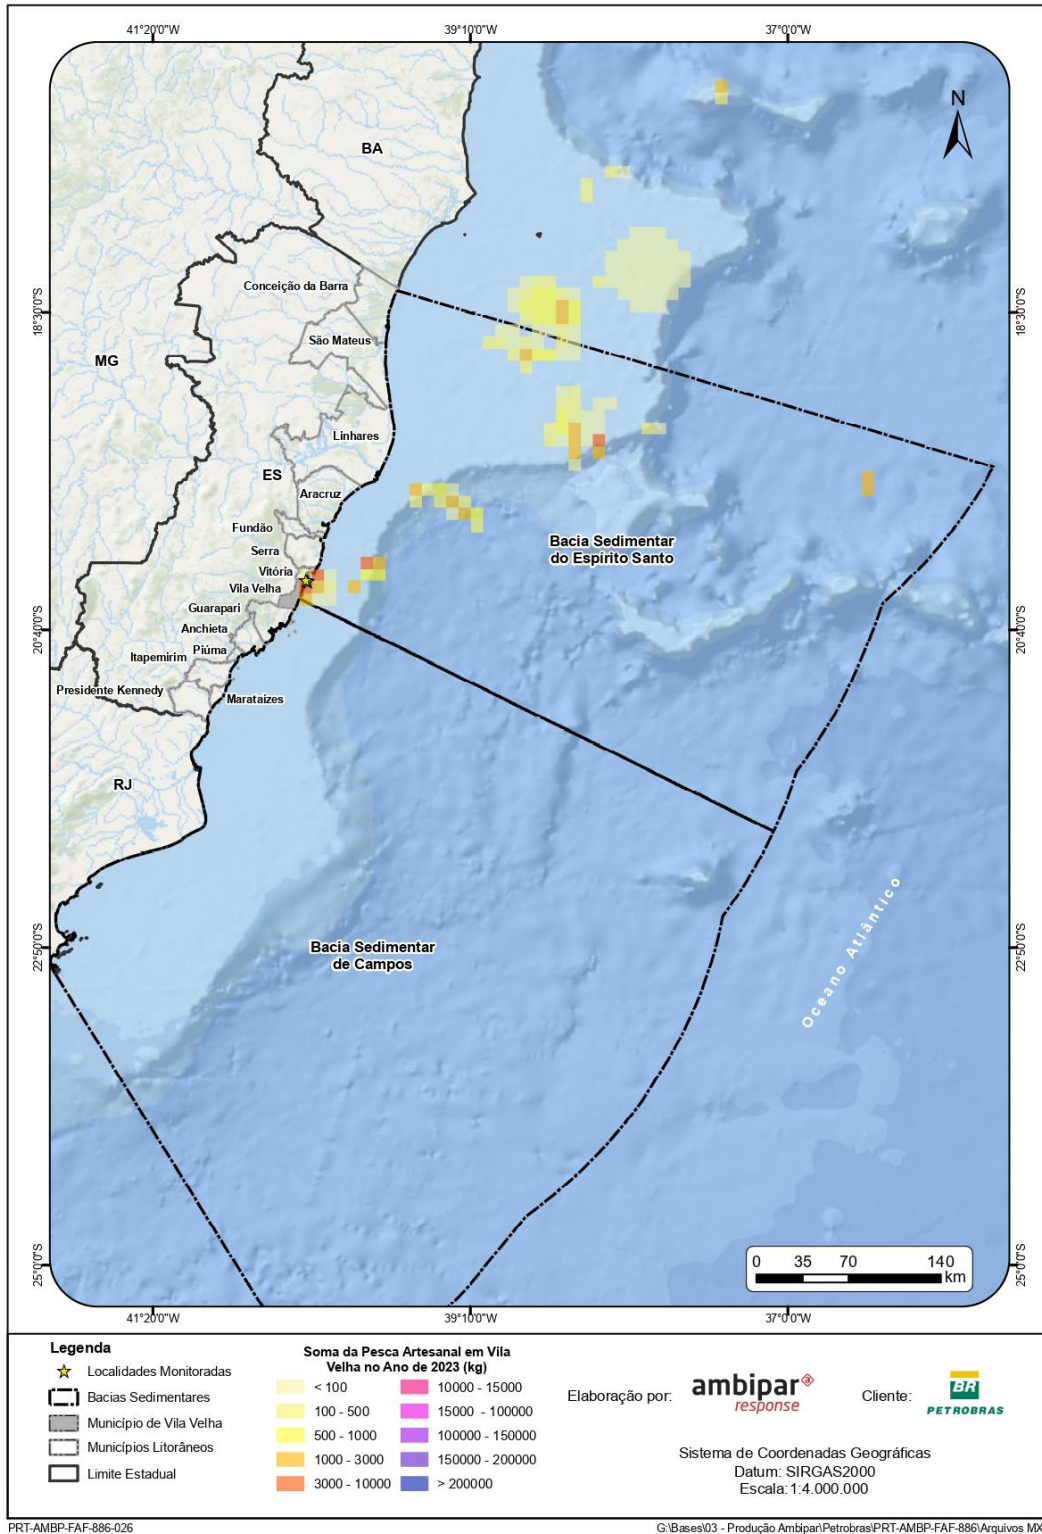 41°20'0"W
39°10'0"W
37°0'0"W
N
BA
Conceição da Barra
18°30'0"S
18°30'0"S
São Mateus
MG
Linhares
ES
Aracruz
Fundão
Bacia Sedimentar
do Espírito Santo
Serra
Vitória
Vila Velha
Guarapari
Anchieta
20°40'0"S
20°40'0"S
Piúma
Itapemirim
Presidente Kennedy
Marataízes
RJ
Oceano Atlântico
Bacia Sedimentar
de Campos
22°50'0"S
22°50'0"S
25°0'0"S
25°0'0"S
0 35 70 140
km
41°20'0"W
39°10'0"W
37°0'0"W
Legenda
Localidades Monitoradas
Bacias Sedimentares
Município de Vila Velha
Municípios Litorâneos
Limite Estadual
Soma da Pesca Artesanal em Vila
Velha no Ano de 2023 (kg)
< 100
100 - 500
500 - 1000
1000 - 3000
3000 - 10000
10000 - 15000
15000 - 100000
100000 - 150000
150000 - 200000
> 200000
Elaboração por:
ambipar
response
Cliente:
BR
PETROBRAS
Sistema de Coordenadas Geográficas
Datum: SIRGAS2000
Escala:1:4.000.000
PRT-AMBP-FAF-886-026
G:\Bases\03 - Produção Ambipar\Petrobras\PRT-AMBP-FAF-886\Arquivos MX